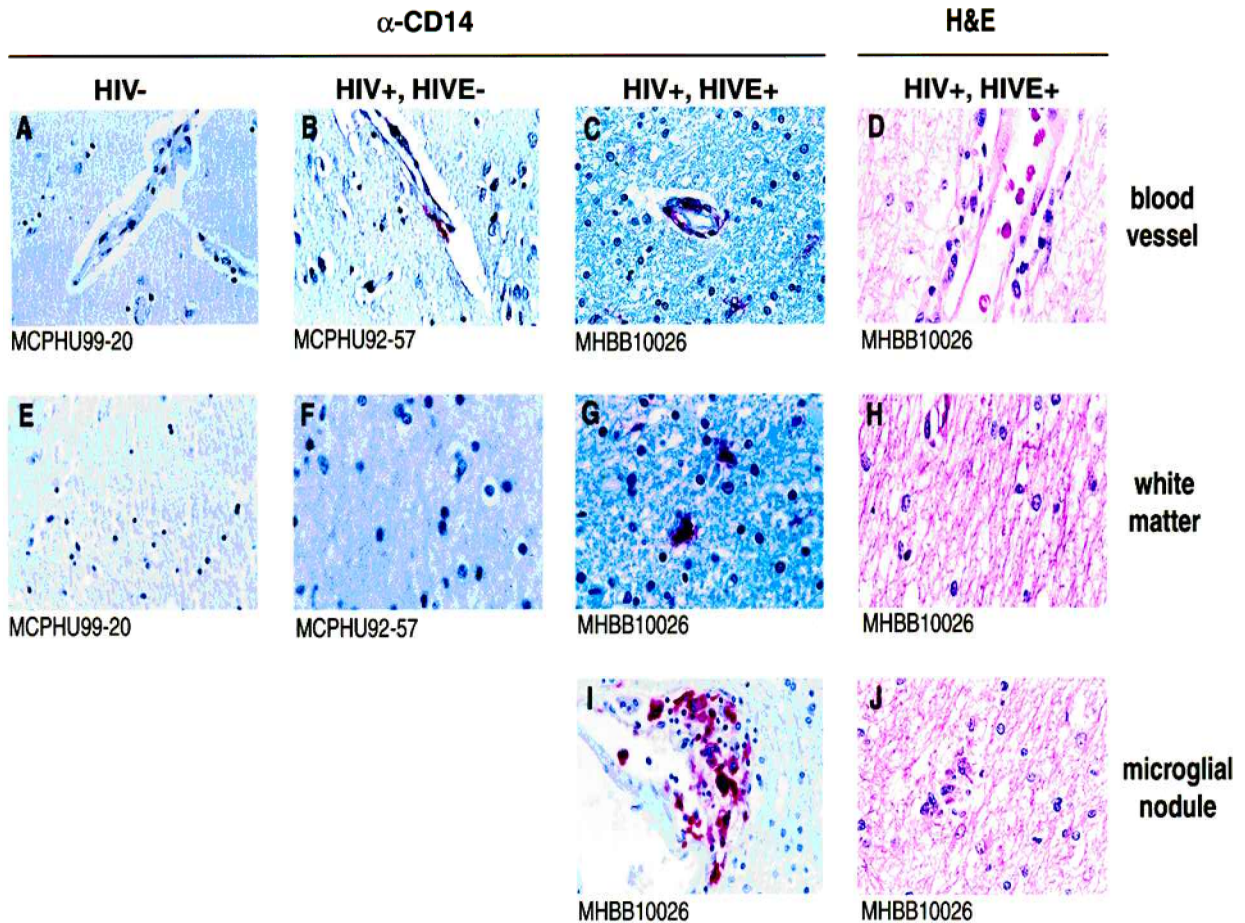 α-CD14
H&E
HIV-
HIV+, HIVE-
HIV+, HIVE+
HIV+, HIVE+
A
B
C
D
blood
vessel
MCPHU99-20
MCPHU92-57
MHBB10026
MHBB10026
E
F
G
H
white
matter
MCPHU99-20
MCPHU92-57
MHBB10026
MHBB10026
I
J
microglial
nodule
MHBB10026
MHBB10026